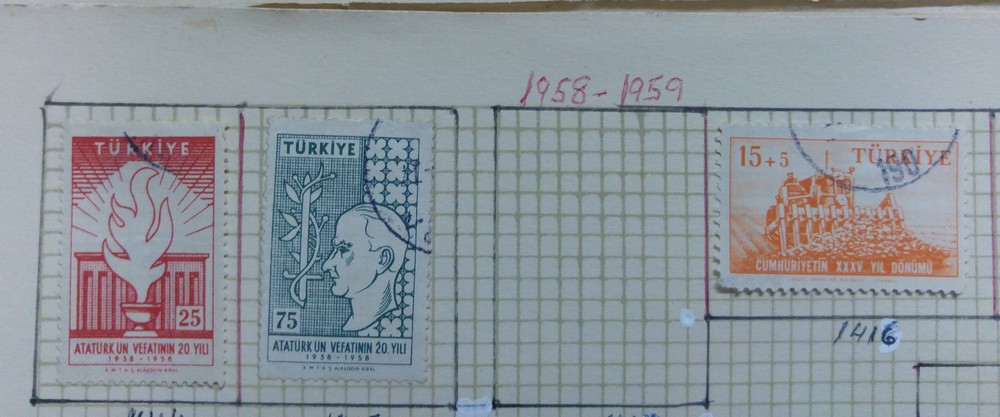 1958-1959
TÜRKİYE
25
ATATÜRK ÜN VEFATININ 20. YILI
1938-1958
TÜRKİYE
75
ATATÜRK ÜN VEFATININ 20. YILI
1938-1958
15+5 TÜRKİYE
190
CUMHURİYETİN XXXV. YIL DÖNÜMÜ
1416